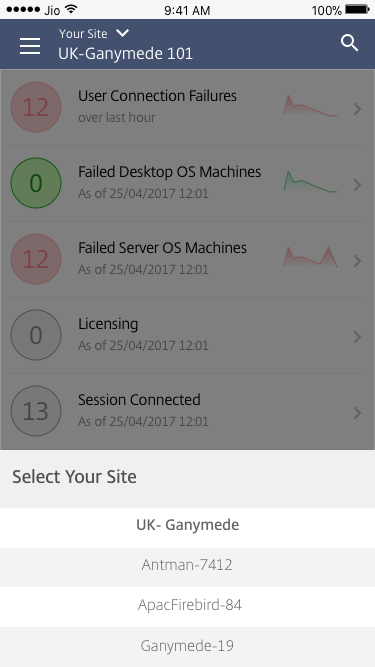 ●●●●● Jio 9:41 AM 100%
Your Site
UK-Ganymede 101
12 User Connection Failures
over last hour
0 Failed Desktop OS Machines
As of 25/04/2017 12:01
12 Failed Server OS Machines
As of 25/04/2017 12:01
0 Licensing
As of 25/04/2017 12:01
13 Session Connected
As of 25/04/2017 12:01
Select Your Site
UK- Ganymede
Antman-7412
ApacFirebird-84
Ganymede-19